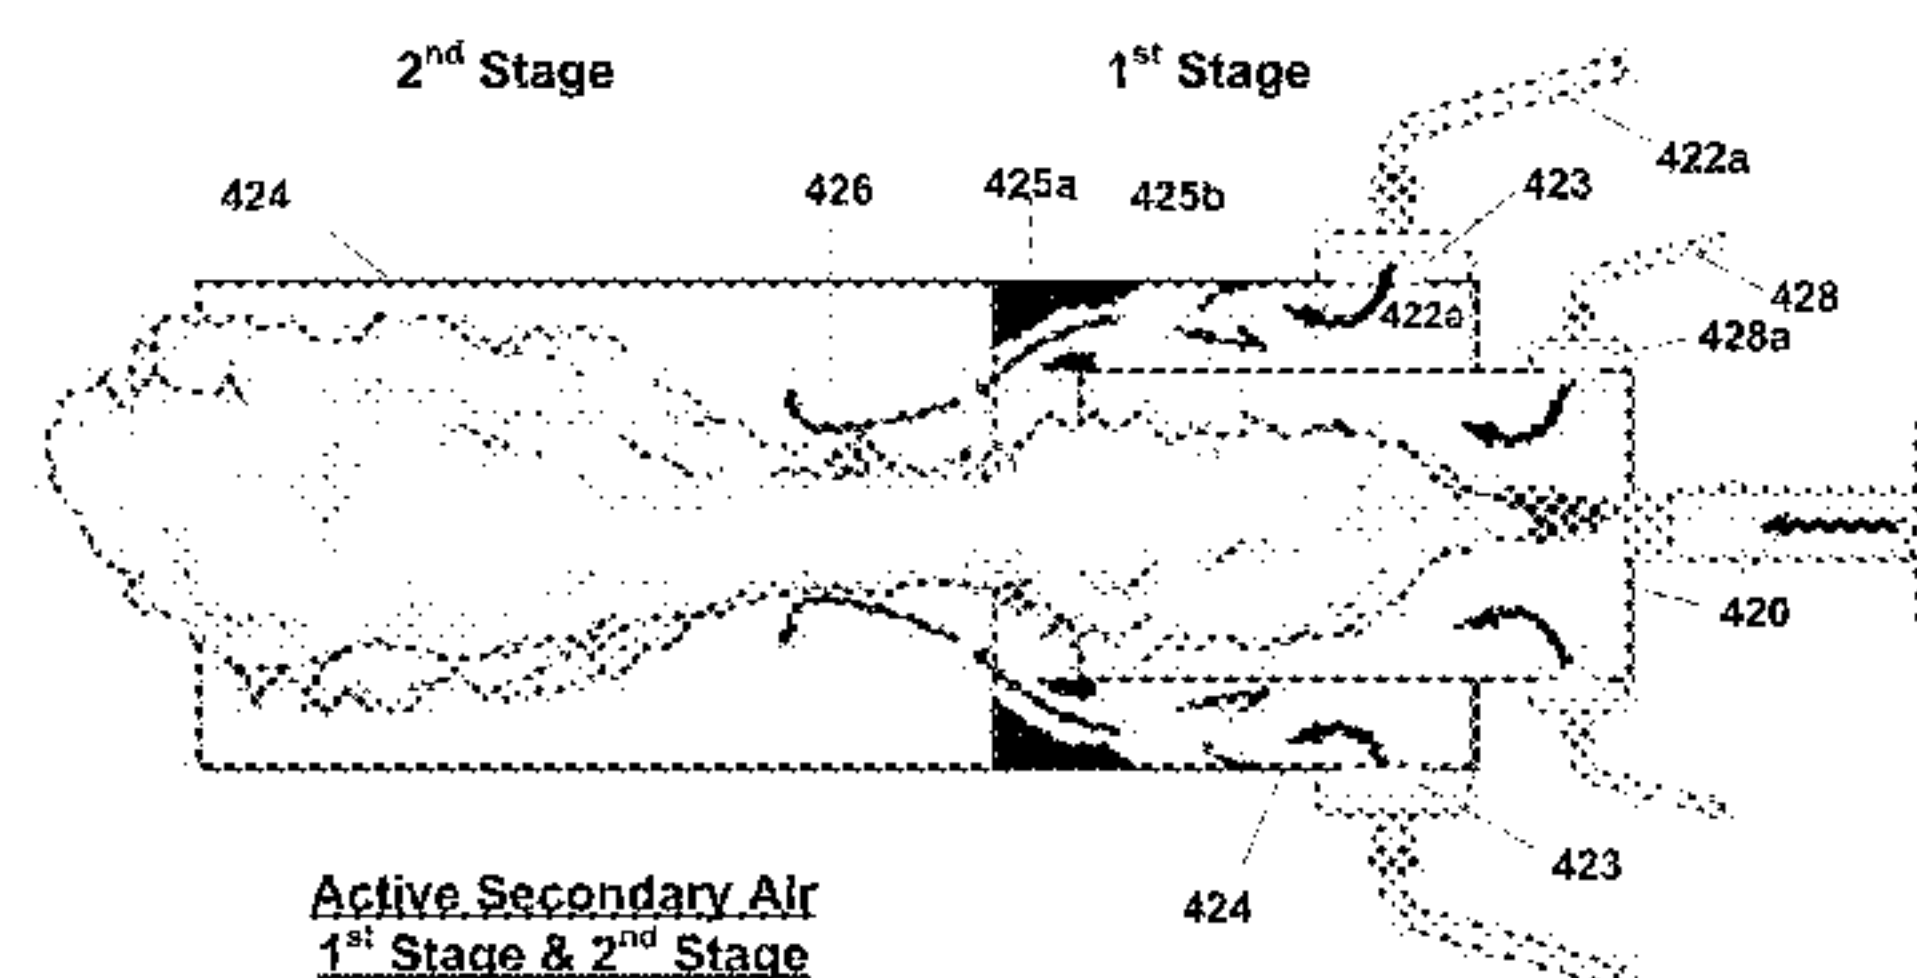 2nd Stage
1st Stage
422a
424
426
425a
425b
423
422a
428
428a
420
423
424
Active Secondary Air
1st Stage & 2nd Stage